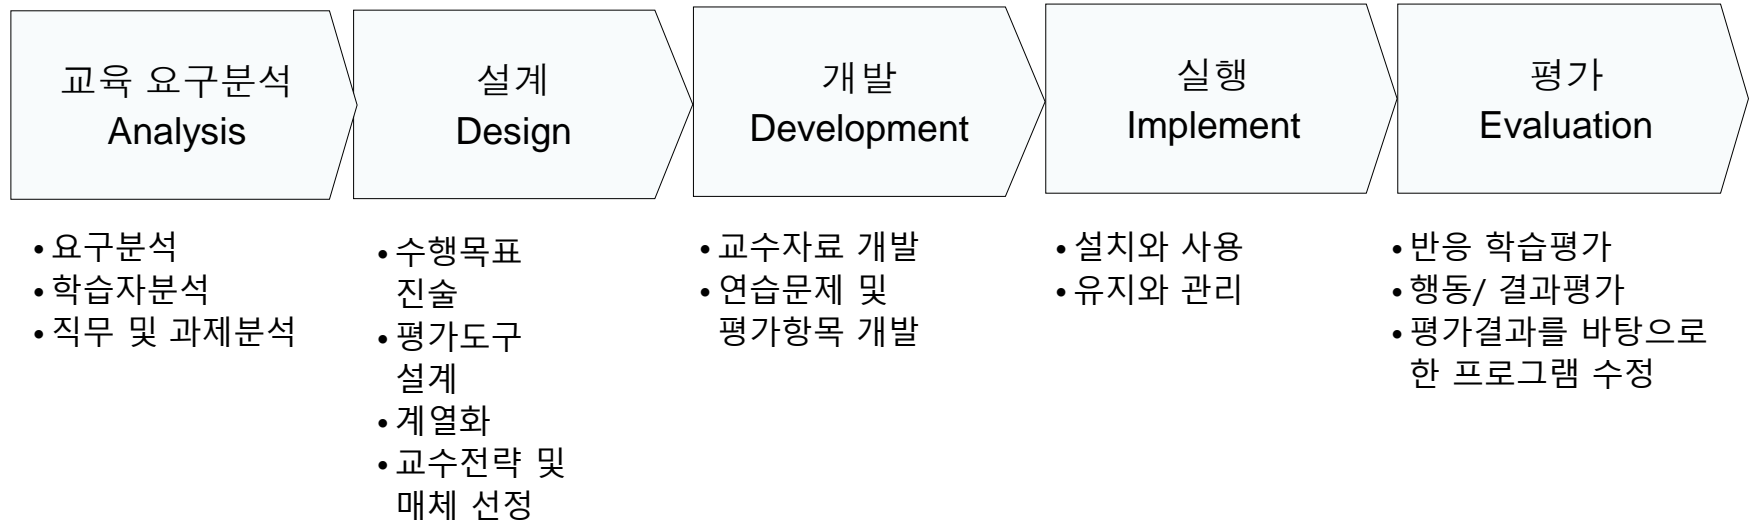 교육 요구분석
Analysis
설계
Design
개발
Development
실행
Implement
평가
Evaluation
• 요구분석
• 학습자분석
• 직무 및 과제분석
• 수행목표
진술
• 평가도구
설계
• 계열화
• 교수전략 및
매체 선정
• 교수자료 개발
• 연습문제 및
평가항목 개발
• 설치와 사용
• 유지와 관리
• 반응 학습평가
• 행동/ 결과평가
• 평가결과를 바탕으로
한 프로그램 수정